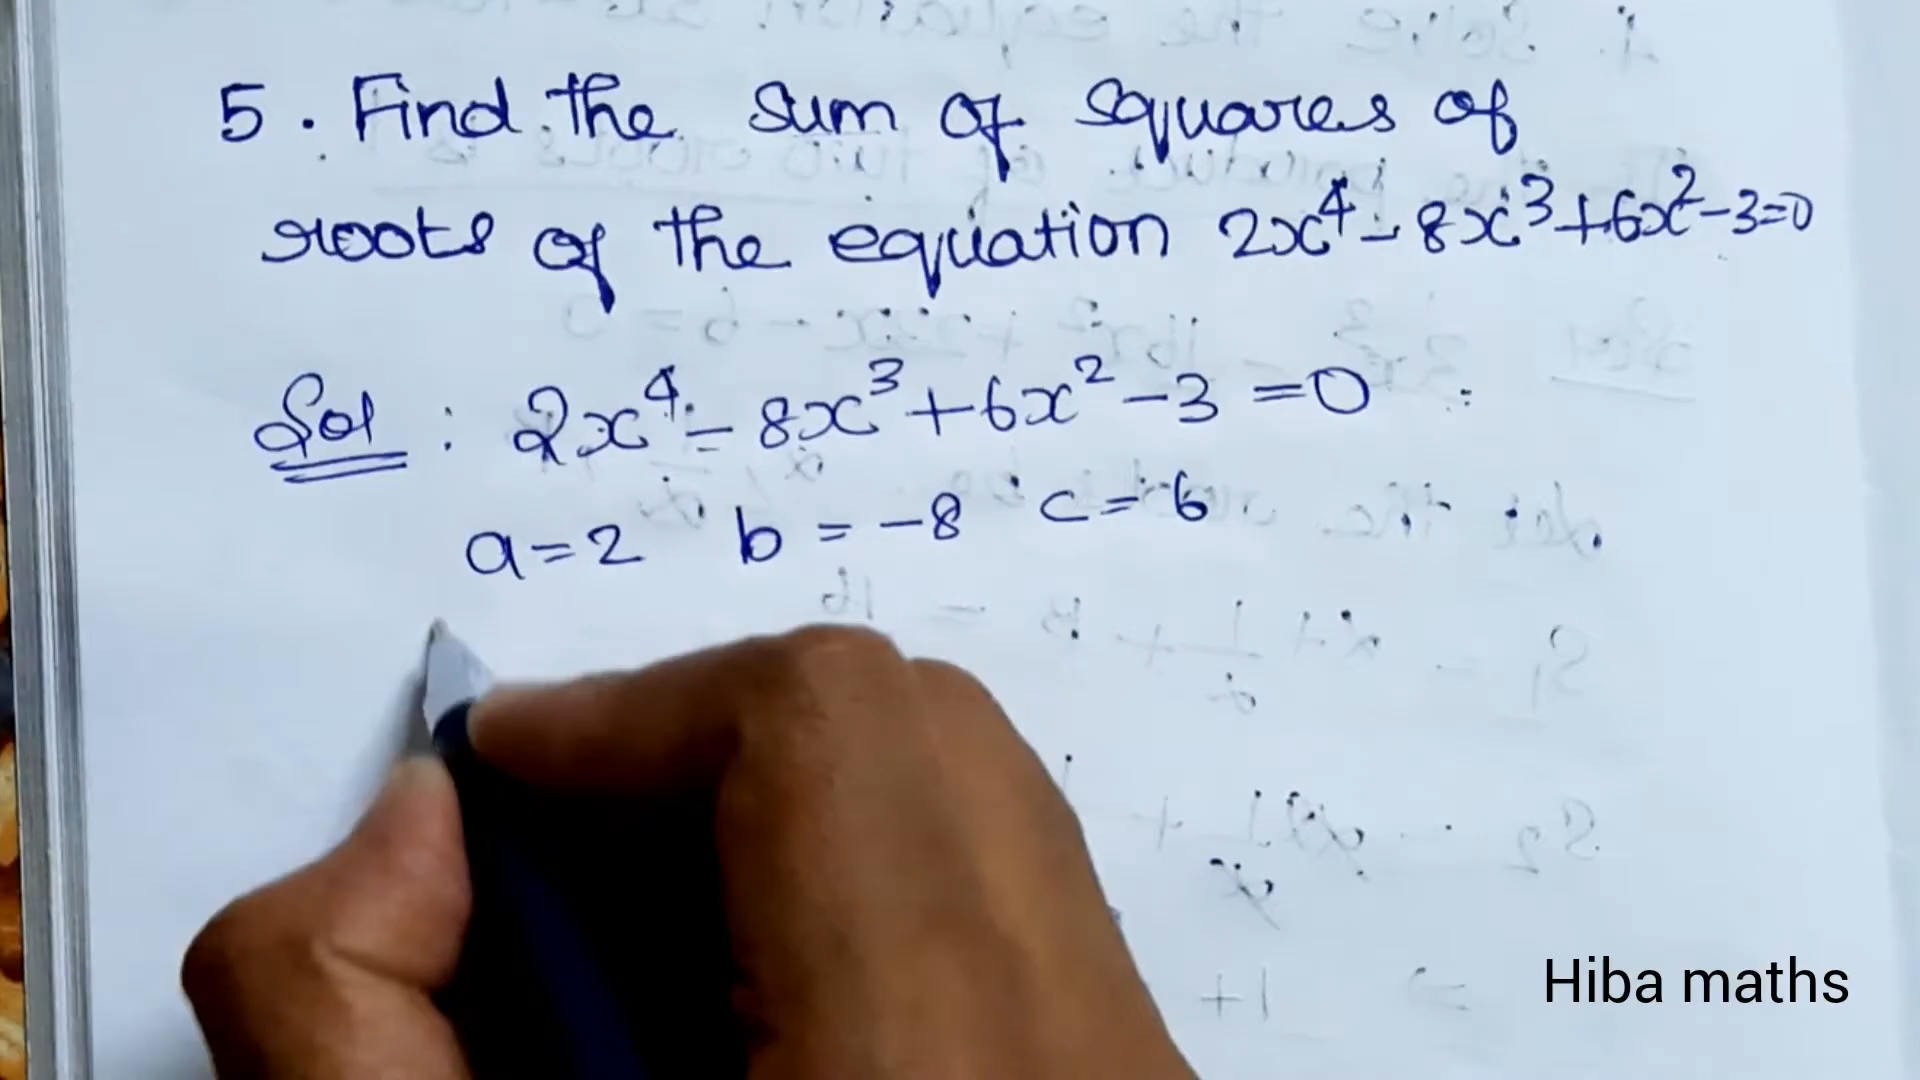 5. Find the sum of squares of
roots of the equation 2x⁴ - 8x³ + 6x² - 3 = 0
Sol : 2x⁴ - 8x³ + 6x² - 3 = 0
a = 2 b = -8 c = 6
Hiba maths